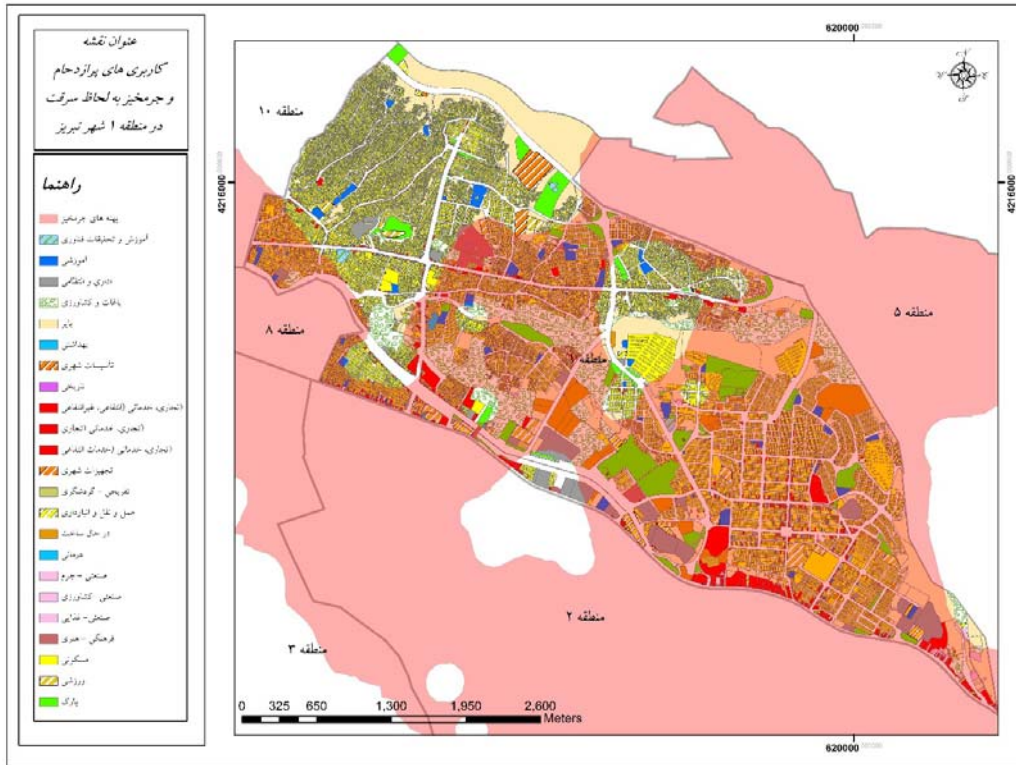 عنوان نقشه
کاربری های پرازدحام
و جرمخیز به لحاظ سرقت
در منطقه ۱ شهر تبریز
راهنما
پهنه های جرمخیز
آموزش و تحقیقات فناوری
آموزشی
اداری و انتظامی
باغات و کشاورزی
بایر
بهداشتی
تأسیسات شهری
تاریخی
(تجاری، خدماتی (انتفاعی، غیرانتفاعی
(تجاری، خدماتی (تجاری
(تجاری، خدماتی (خدمات انتفاعی
تجهیزات شهری
تفریحی - گردشگری
حمل و نقل و انبارداری
در حال ساخت
درمانی
صنعتی - جرم
صنعتی - کشاورزی
صنعتی - غذایی
فرهنگی - هنری
مسکونی
ورزشی
پارک
620000
4216000
4216000
منطقه ۱۰
منطقه ۵
منطقه ۸
منطقه ۱
منطقه ۲
منطقه ۳
0 325 650 1,300 1,950 2,600
Meters
620000